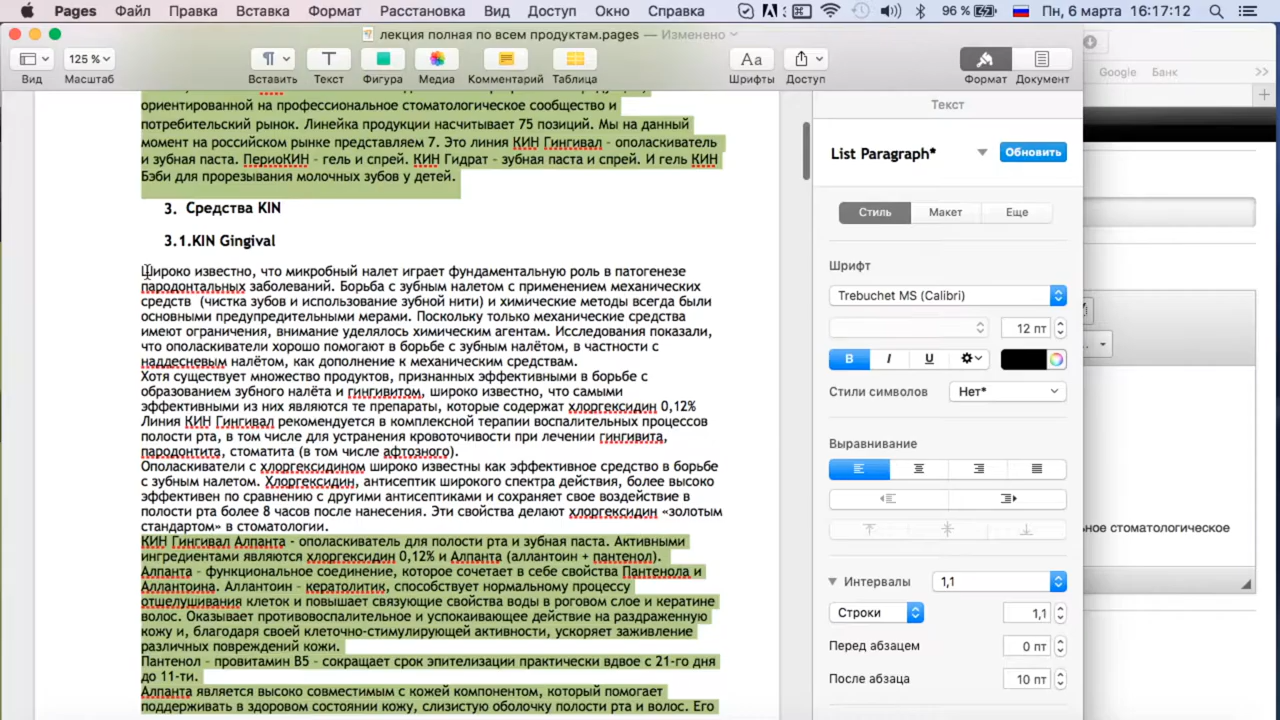 Pages Файл Правка Вставка Формат Расстановка Вид Доступ Окно Справка 96 % Пн, 6 марта 16:17:12
лекция полная по всем продуктам.pages — Изменено
125 %
Вид Масштаб Вставить Текст Фигура Медиа Комментарий Таблица Шрифты Доступ Формат Документ
Google Банк
ориентированной на профессиональное стоматологическое сообщество и
потребительский рынок. Линейка продукции насчитывает 75 позиций. Мы на данный
момент на российском рынке представляем 7. Это линия КИН Гингивал - ополаскиватель
и зубная паста. ПериоКИН - гель и спрей. КИН Гидрат - зубная паста и спрей. И гель КИН
Бэби для прорезывания молочных зубов у детей.
3. Средства KIN
3.1.KIN Gingival
Широко известно, что микробный налет играет фундаментальную роль в патогенезе
пародонтальных заболеваний. Борьба с зубным налетом с применением механических
средств (чистка зубов и использование зубной нити) и химические методы всегда были
основными предупредительными мерами. Поскольку только механические средства
имеют ограничения, внимание уделялось химическим агентам. Исследования показали,
что ополаскиватели хорошо помогают в борьбе с зубным налётом, в частности с
наддесневым налётом, как дополнение к механическим средствам.
Хотя существует множество продуктов, признанных эффективными в борьбе с
образованием зубного налёта и гингивитом, широко известно, что самыми
эффективными из них являются те препараты, которые содержат хлоргексидин 0,12%
Линия КИН Гингивал рекомендуется в комплексной терапии воспалительных процессов
полости рта, в том числе для устранения кровоточивости при лечении гингивита,
пародонтита, стоматита (в том числе афтозного).
Ополаскиватели с хлоргексидином широко известны как эффективное средство в борьбе
с зубным налетом. Хлоргексидин, антисептик широкого спектра действия, более высоко
эффективен по сравнению с другими антисептиками и сохраняет свое воздействие в
полости рта более 8 часов после нанесения. Эти свойства делают хлоргексидин «золотым
стандартом» в стоматологии.
КИН Гингивал Алпанта - ополаскиватель для полости рта и зубная паста. Активными
ингредиентами являются хлоргексидин 0,12% и Алпанта (аллантоин + пантенол).
Алпанта - функциональное соединение, которое сочетает в себе свойства Пантенола и
Аллантоина. Аллантоин - кератолитик, способствует нормальному процессу
отшелушивания клеток и повышает связующие свойства воды в роговом слое и кератине
волос. Оказывает противовоспалительное и успокаивающее действие на раздраженную
кожу и, благодаря своей клеточно-стимулирующей активности, ускоряет заживление
различных повреждений кожи.
Пантенол - провитамин В5 - сокращает срок эпителизации практически вдвое с 21-го дня
до 11-ти.
Алпанта является высоко совместимым с кожей компонентом, который помогает
поддерживать в здоровом состоянии кожу, слизистую оболочку полости рта и волос. Его
Текст
List Paragraph* Обновить
Стиль Макет Еще
Шрифт
Trebuchet MS (Calibri)
12 пт
B I U
Стили символов Нет*
Выравнивание
Интервалы 1,1
Строки 1,1
Перед абзацем 0 пт
После абзаца 10 пт
ное стоматологическое